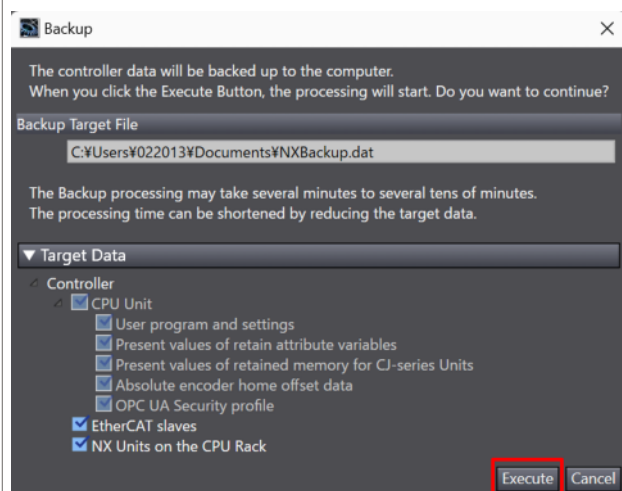 Backup
The controller data will be backed up to the computer.
When you click the Execute Button, the processing will start. Do you want to continue?
Backup Target File
C:¥Users¥022013¥Documents¥NXBackup.dat
The Backup processing may take several minutes to several tens of minutes.
The processing time can be shortened by reducing the target data.
▼ Target Data
Controller
CPU Unit
User program and settings
Present values of retain attribute variables
Present values of retained memory for CJ-series Units
Absolute encoder home offset data
OPC UA Security profile
EtherCAT slaves
NX Units on the CPU Rack
Execute Cancel